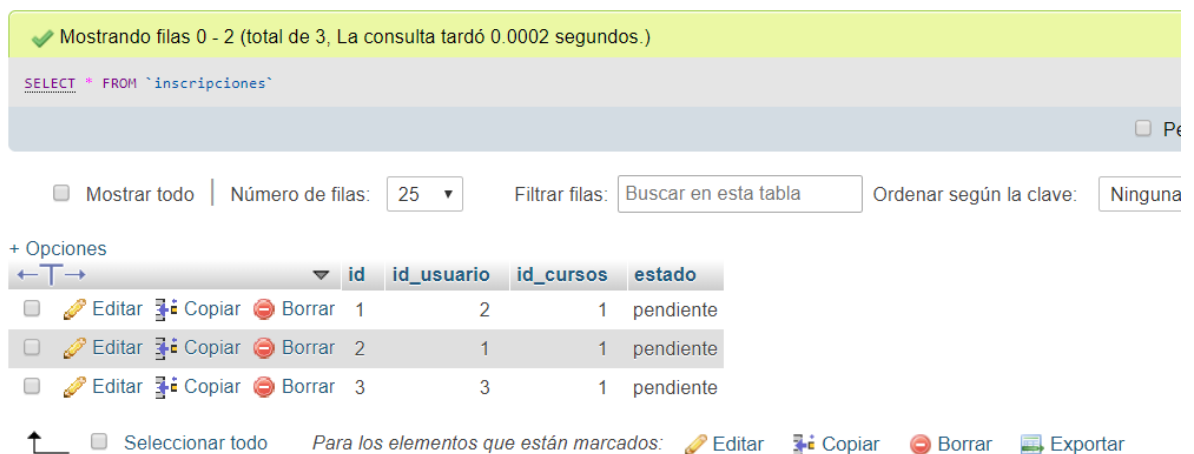 Mostrando filas 0 - 2 (total de 3, La consulta tardó 0.0002 segundos.)
SELECT * FROM `inscripciones`
Pe
Mostrar todo | Número de filas: 25 Filtrar filas: Buscar en esta tabla Ordenar según la clave: Ninguna
+ Opciones
id id_usuario id_cursos estado
Editar Copiar Borrar 1 2 1 pendiente
Editar Copiar Borrar 2 1 1 pendiente
Editar Copiar Borrar 3 3 1 pendiente
Seleccionar todo Para los elementos que están marcados: Editar Copiar Borrar Exportar